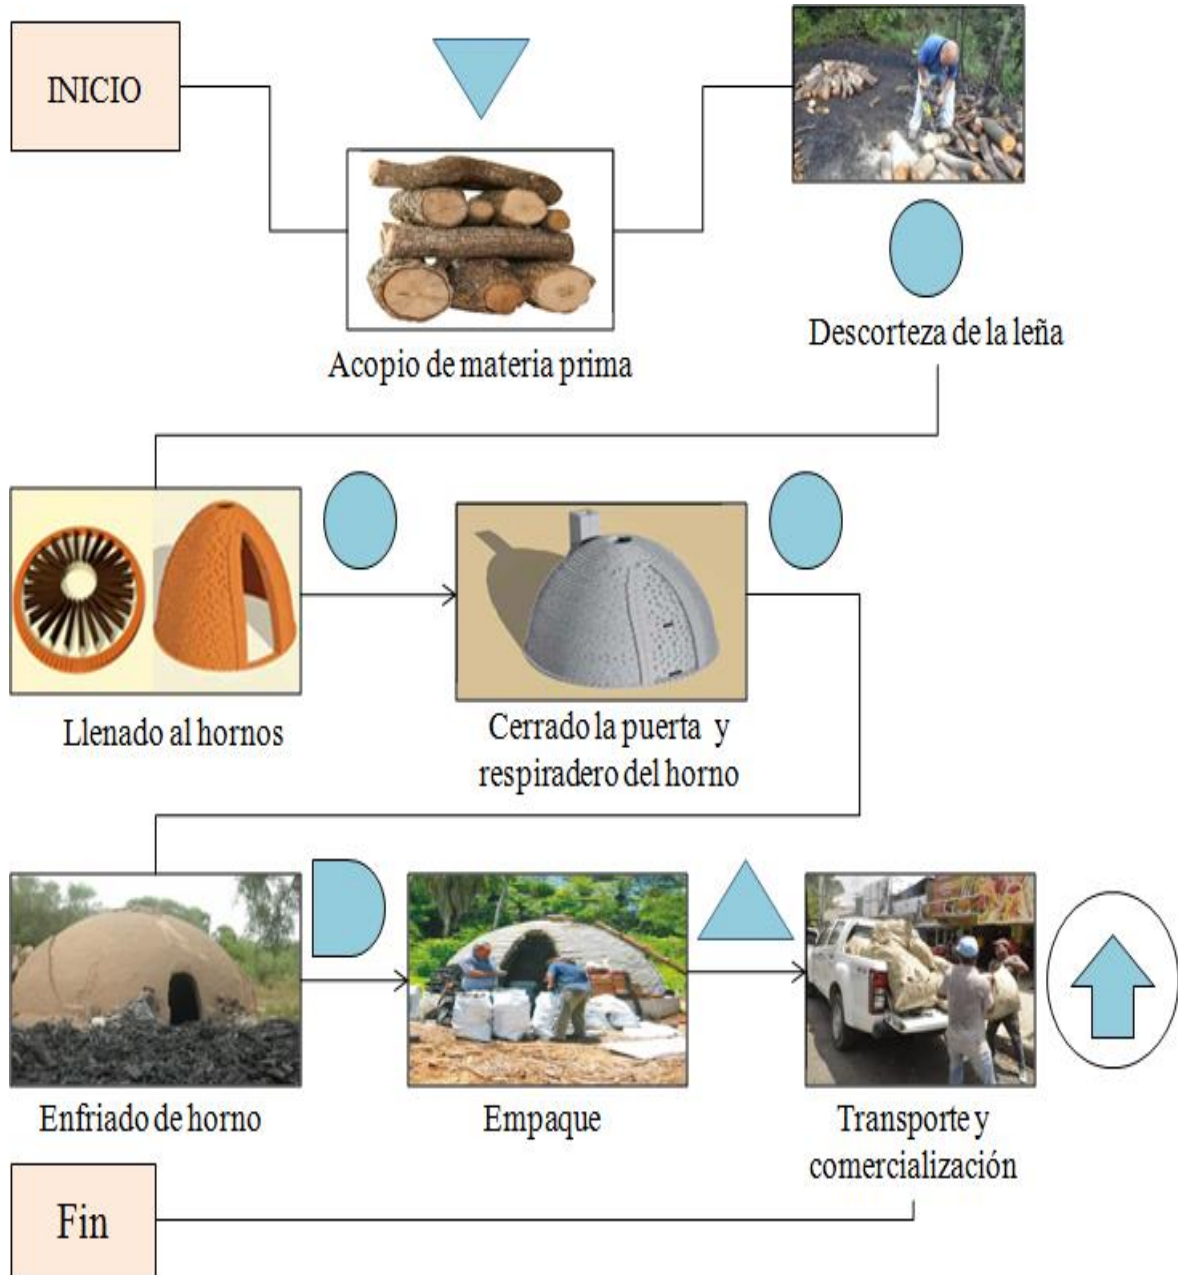 INICIO
Acopio de materia prima
Descorteza de la leña
Llenado al hornos
Cerrado la puerta y
respiradero del horno
Enfriado de horno
Empaque
Transporte y
comercialización
Fin